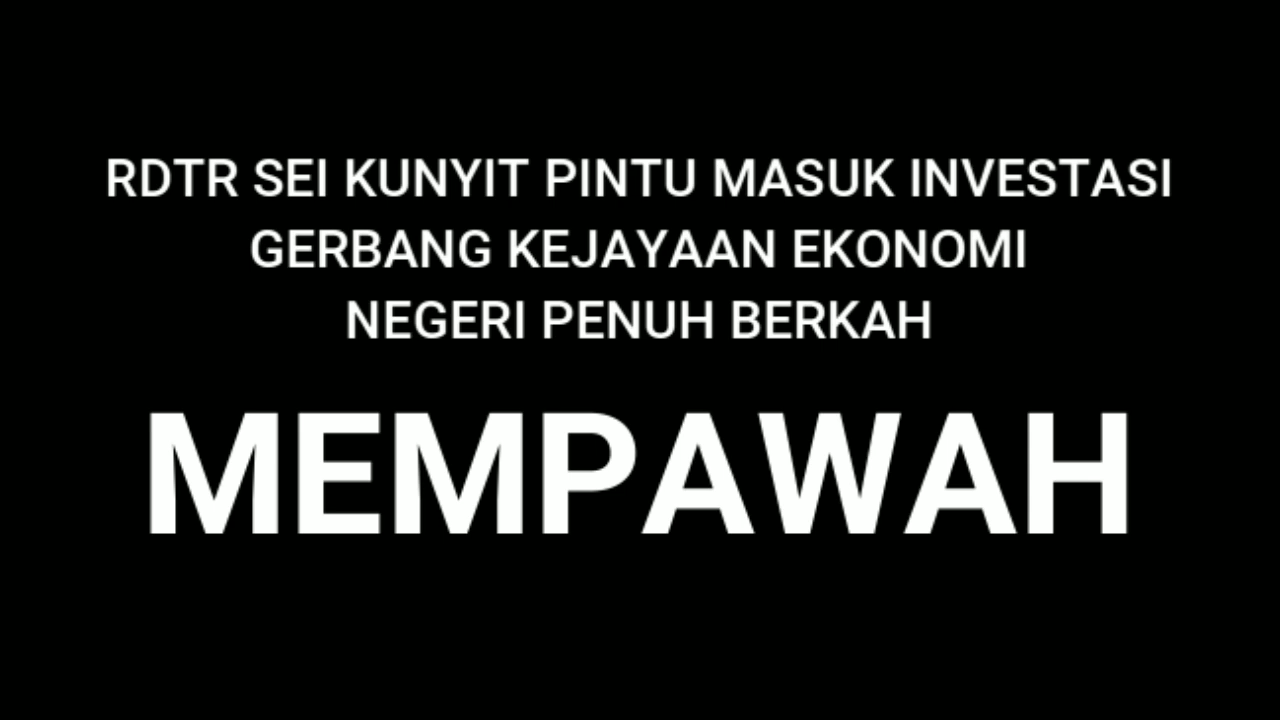 RDTR SEI KUNYIT PINTU MASUK INVESTASI
GERBANG KEJAYAAN EKONOMI
NEGERI PENUH BERKAH
MEMPAWAH